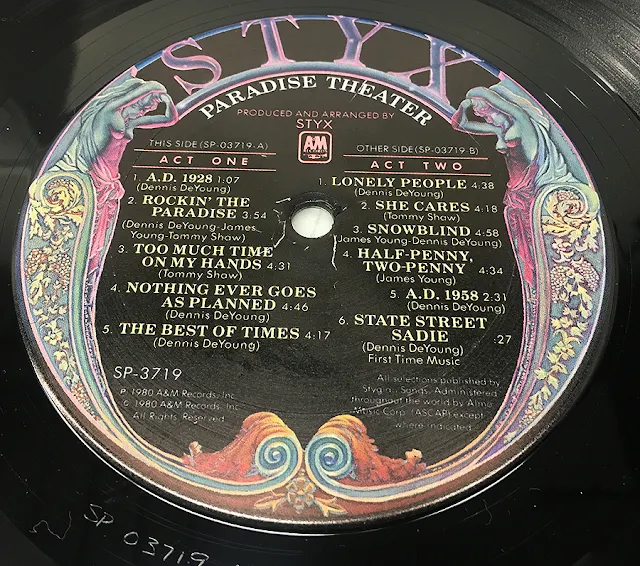 STYX
PARADISE THEATER
PRODUCED AND ARRANGED BY
STYX
A&M
RECORDS
THIS SIDE (SP-03719-A)
ACT ONE
1. A.D. 1928 1:07
(Dennis DeYoung)
2. ROCKIN' THE
PARADISE 3:54
(Dennis DeYoung-James
Young-Tommy Shaw)
3. TOO MUCH TIME
ON MY HANDS 4:31
(Tommy Shaw)
4. NOTHING EVER GOES
AS PLANNED 4:46
(Dennis DeYoung)
5. THE BEST OF TIMES 4:17
(Dennis DeYoung)
OTHER SIDE (SP-03719-B)
ACT TWO
1. LONELY PEOPLE 4:38
(Dennis DeYoung)
2. SHE CARES 4:18
(Tommy Shaw)
3. SNOWBLIND 4:58
(James Young-Dennis DeYoung)
4. HALF-PENNY,
TWO-PENNY 4:34
(James Young)
5. A.D. 1958 2:31
(Dennis DeYoung)
6. STATE STREET
SADIE :27
(Dennis DeYoung)
First Time Music
SP-3719
℗ 1980 A&M Records, Inc.
© 1980 A&M Records, Inc.
All Rights Reserved
All selections published by
Stygian Songs. Administered
throughout the world by Almo
Music Corp. (ASCAP) except
where indicated.
SP 03719